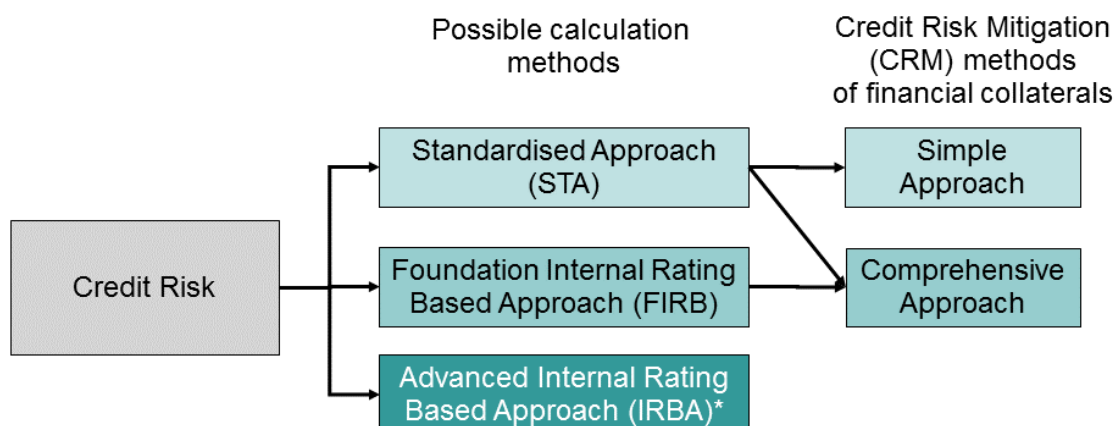 Possible calculation
methods
Credit Risk Mitigation
(CRM) methods
of financial collaterals
Standardised Approach
(STA)
Simple
Approach
Credit Risk
Foundation Internal Rating
Based Approach (FIRB)
Comprehensive
Approach
Advanced Internal Rating
Based Approach (IRBA)*